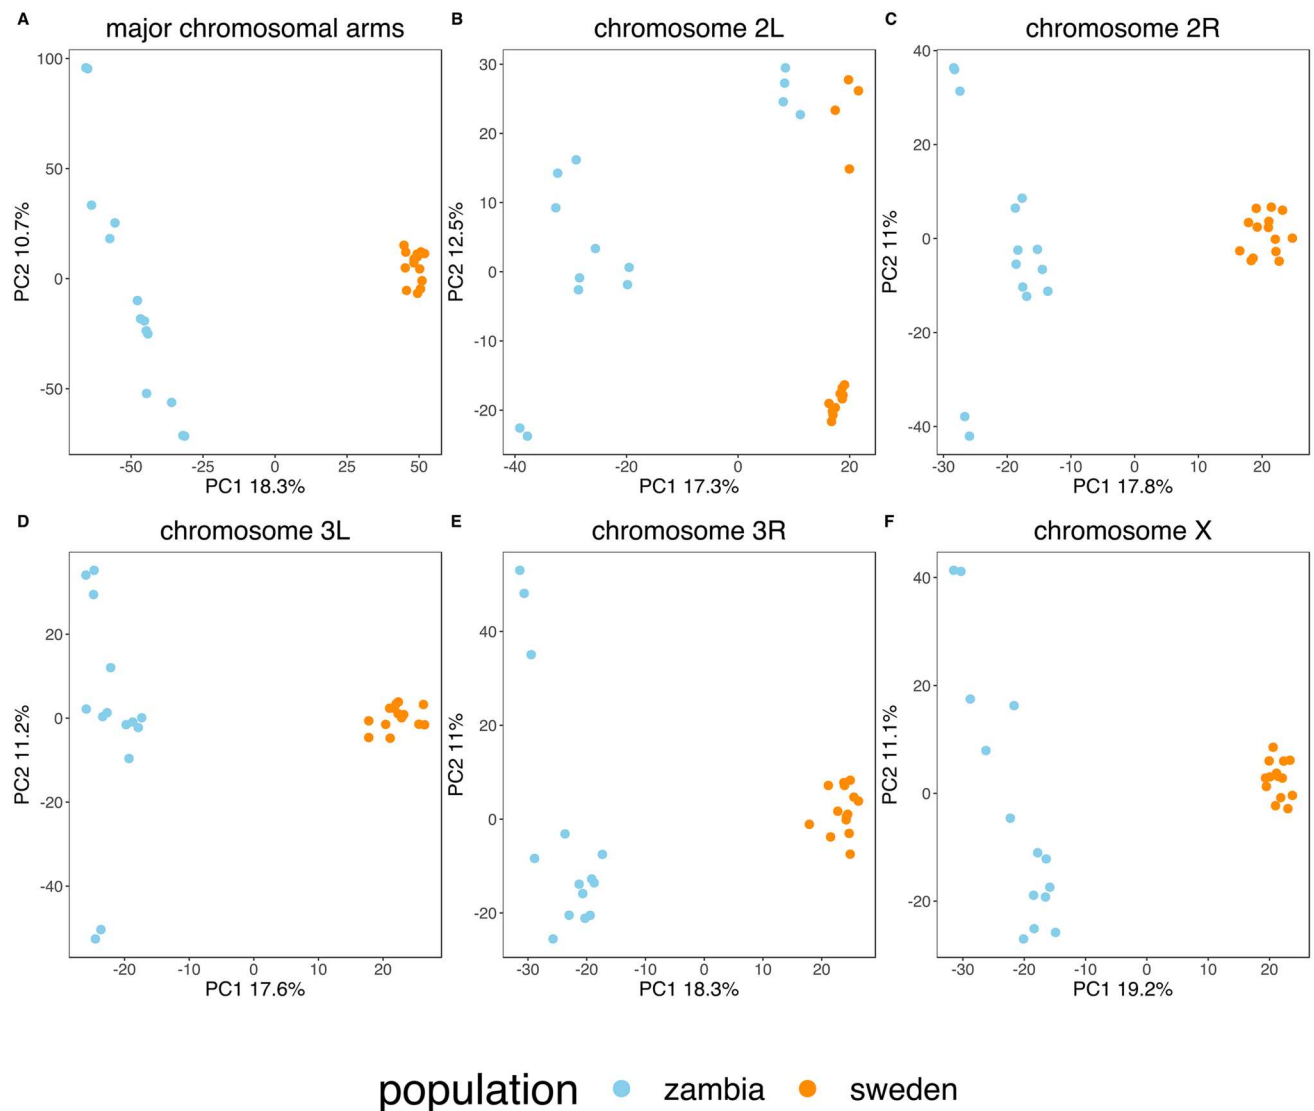 A major chromosomal arms
100
50
0
-50
-50 -25 0 25 50
PC1 18.3%
PC2 10.7%
B chromosome 2L
30
20
10
0
-10
-20
-40 -20 0 20
PC1 17.3%
PC2 12.5%
C chromosome 2R
40
20
0
-20
-40
-30 -20 -10 0 10 20
PC1 17.8%
PC2 11%
D chromosome 3L
20
0
-20
-40
-20 -10 0 10 20
PC1 17.6%
PC2 11.2%
E chromosome 3R
40
20
0
-20
-30 -20 -10 0 10 20
PC1 18.3%
PC2 11%
F chromosome X
40
20
0
-20
-30 -20 -10 0 10 20
PC1 19.2%
PC2 11.1%
population zambia sweden